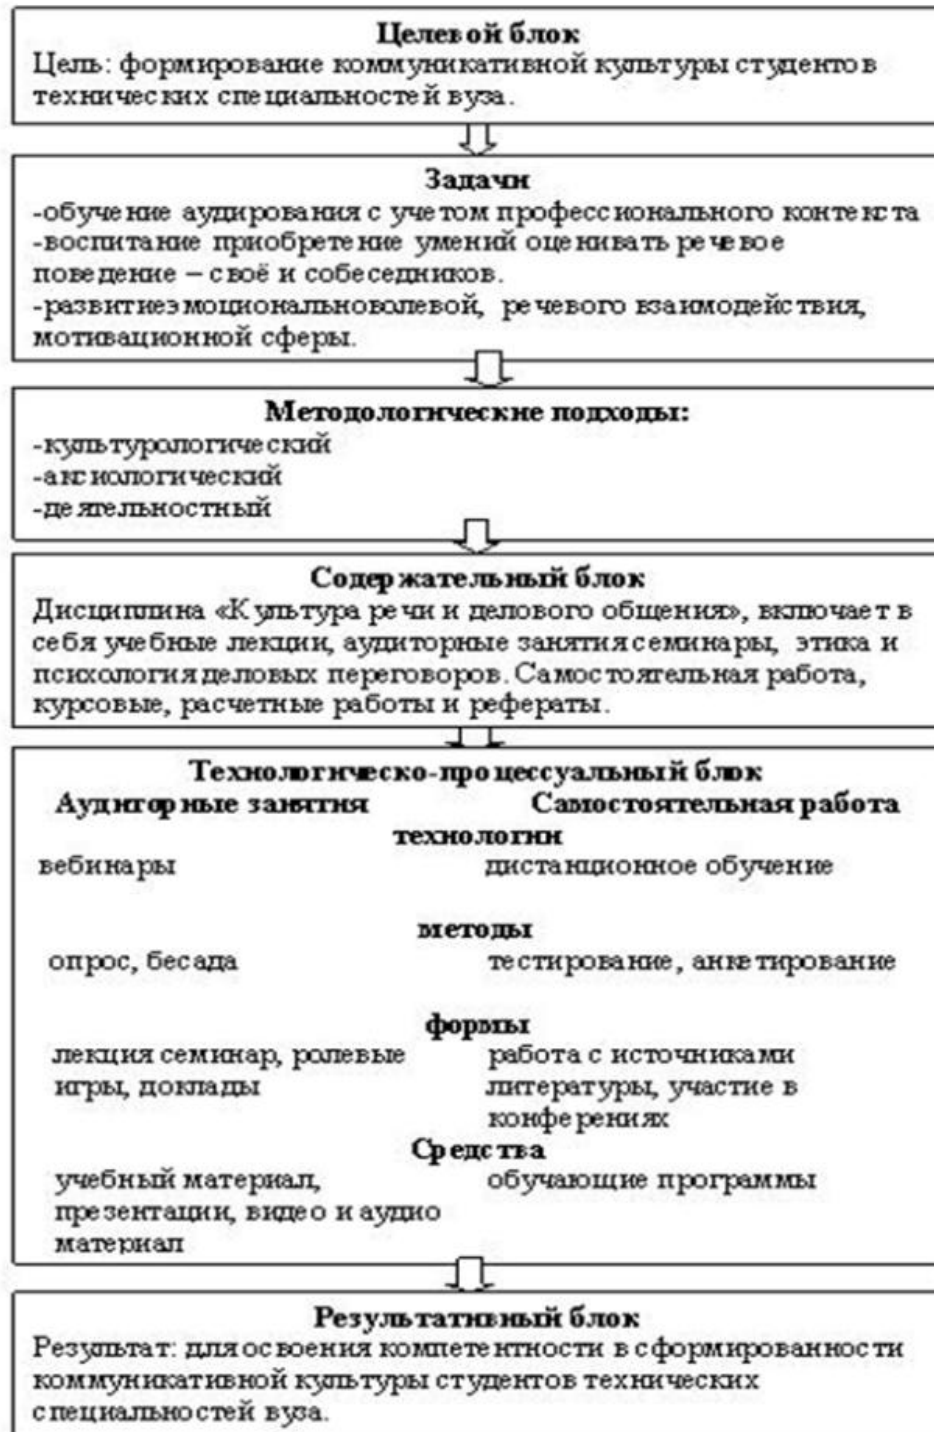 Целевой блок
Цель: формирование коммуникативной культуры студентов
технических специальностей вуза.
Задачи
-обучение аудирования с учетом профессионального контекста
-воспитание приобретение умений оценивать речевое
поведение – своё и собеседников.
-развитиеэмоциональноволевой, речевого взаимодействия,
мотивационной сферы.
Методологические подходы:
-культурологический
-аксиологический
-деятельностный
Содержательный блок
Дисциплина «Культура речи и делового общения», включает в
себя учебные лекции, аудиторные занятия семинары, этика и
психология деловых переговоров. Самостоятельная работа,
курсовые, расчетные работы и рефераты.
Технологическо-процессуальный блок
Аудиторные занятия Самостоятельная работа
технологии
вебинары дистанционное обучение
методы
опрос, бесада тестирование, анкетирование
формы
лекция семинар, ролевые работа с источниками
игры, доклады литературы, участие в
конферениях
Средства
учебный материал, обучающие программы
презентации, видео и аудио
материал
Результативный блок
Результат: для освоения компетентности в сформированности
коммуникативной культуры студентов технических
специальностей вуза.